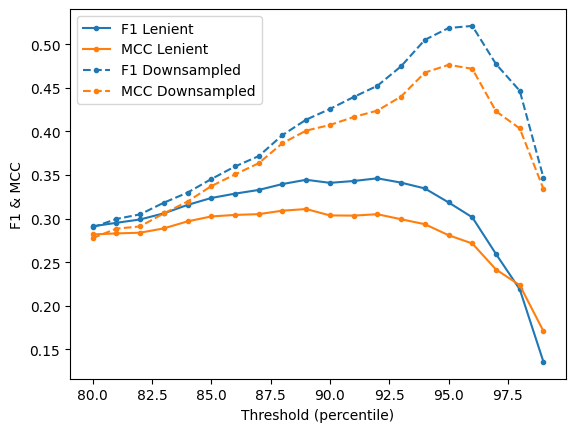 F1 Lenient
MCC Lenient
F1 Downsampled
MCC Downsampled
F1 & MCC
0.50
0.45
0.40
0.35
0.30
0.25
0.20
0.15
80.0 82.5 85.0 87.5 90.0 92.5 95.0 97.5
Threshold (percentile)